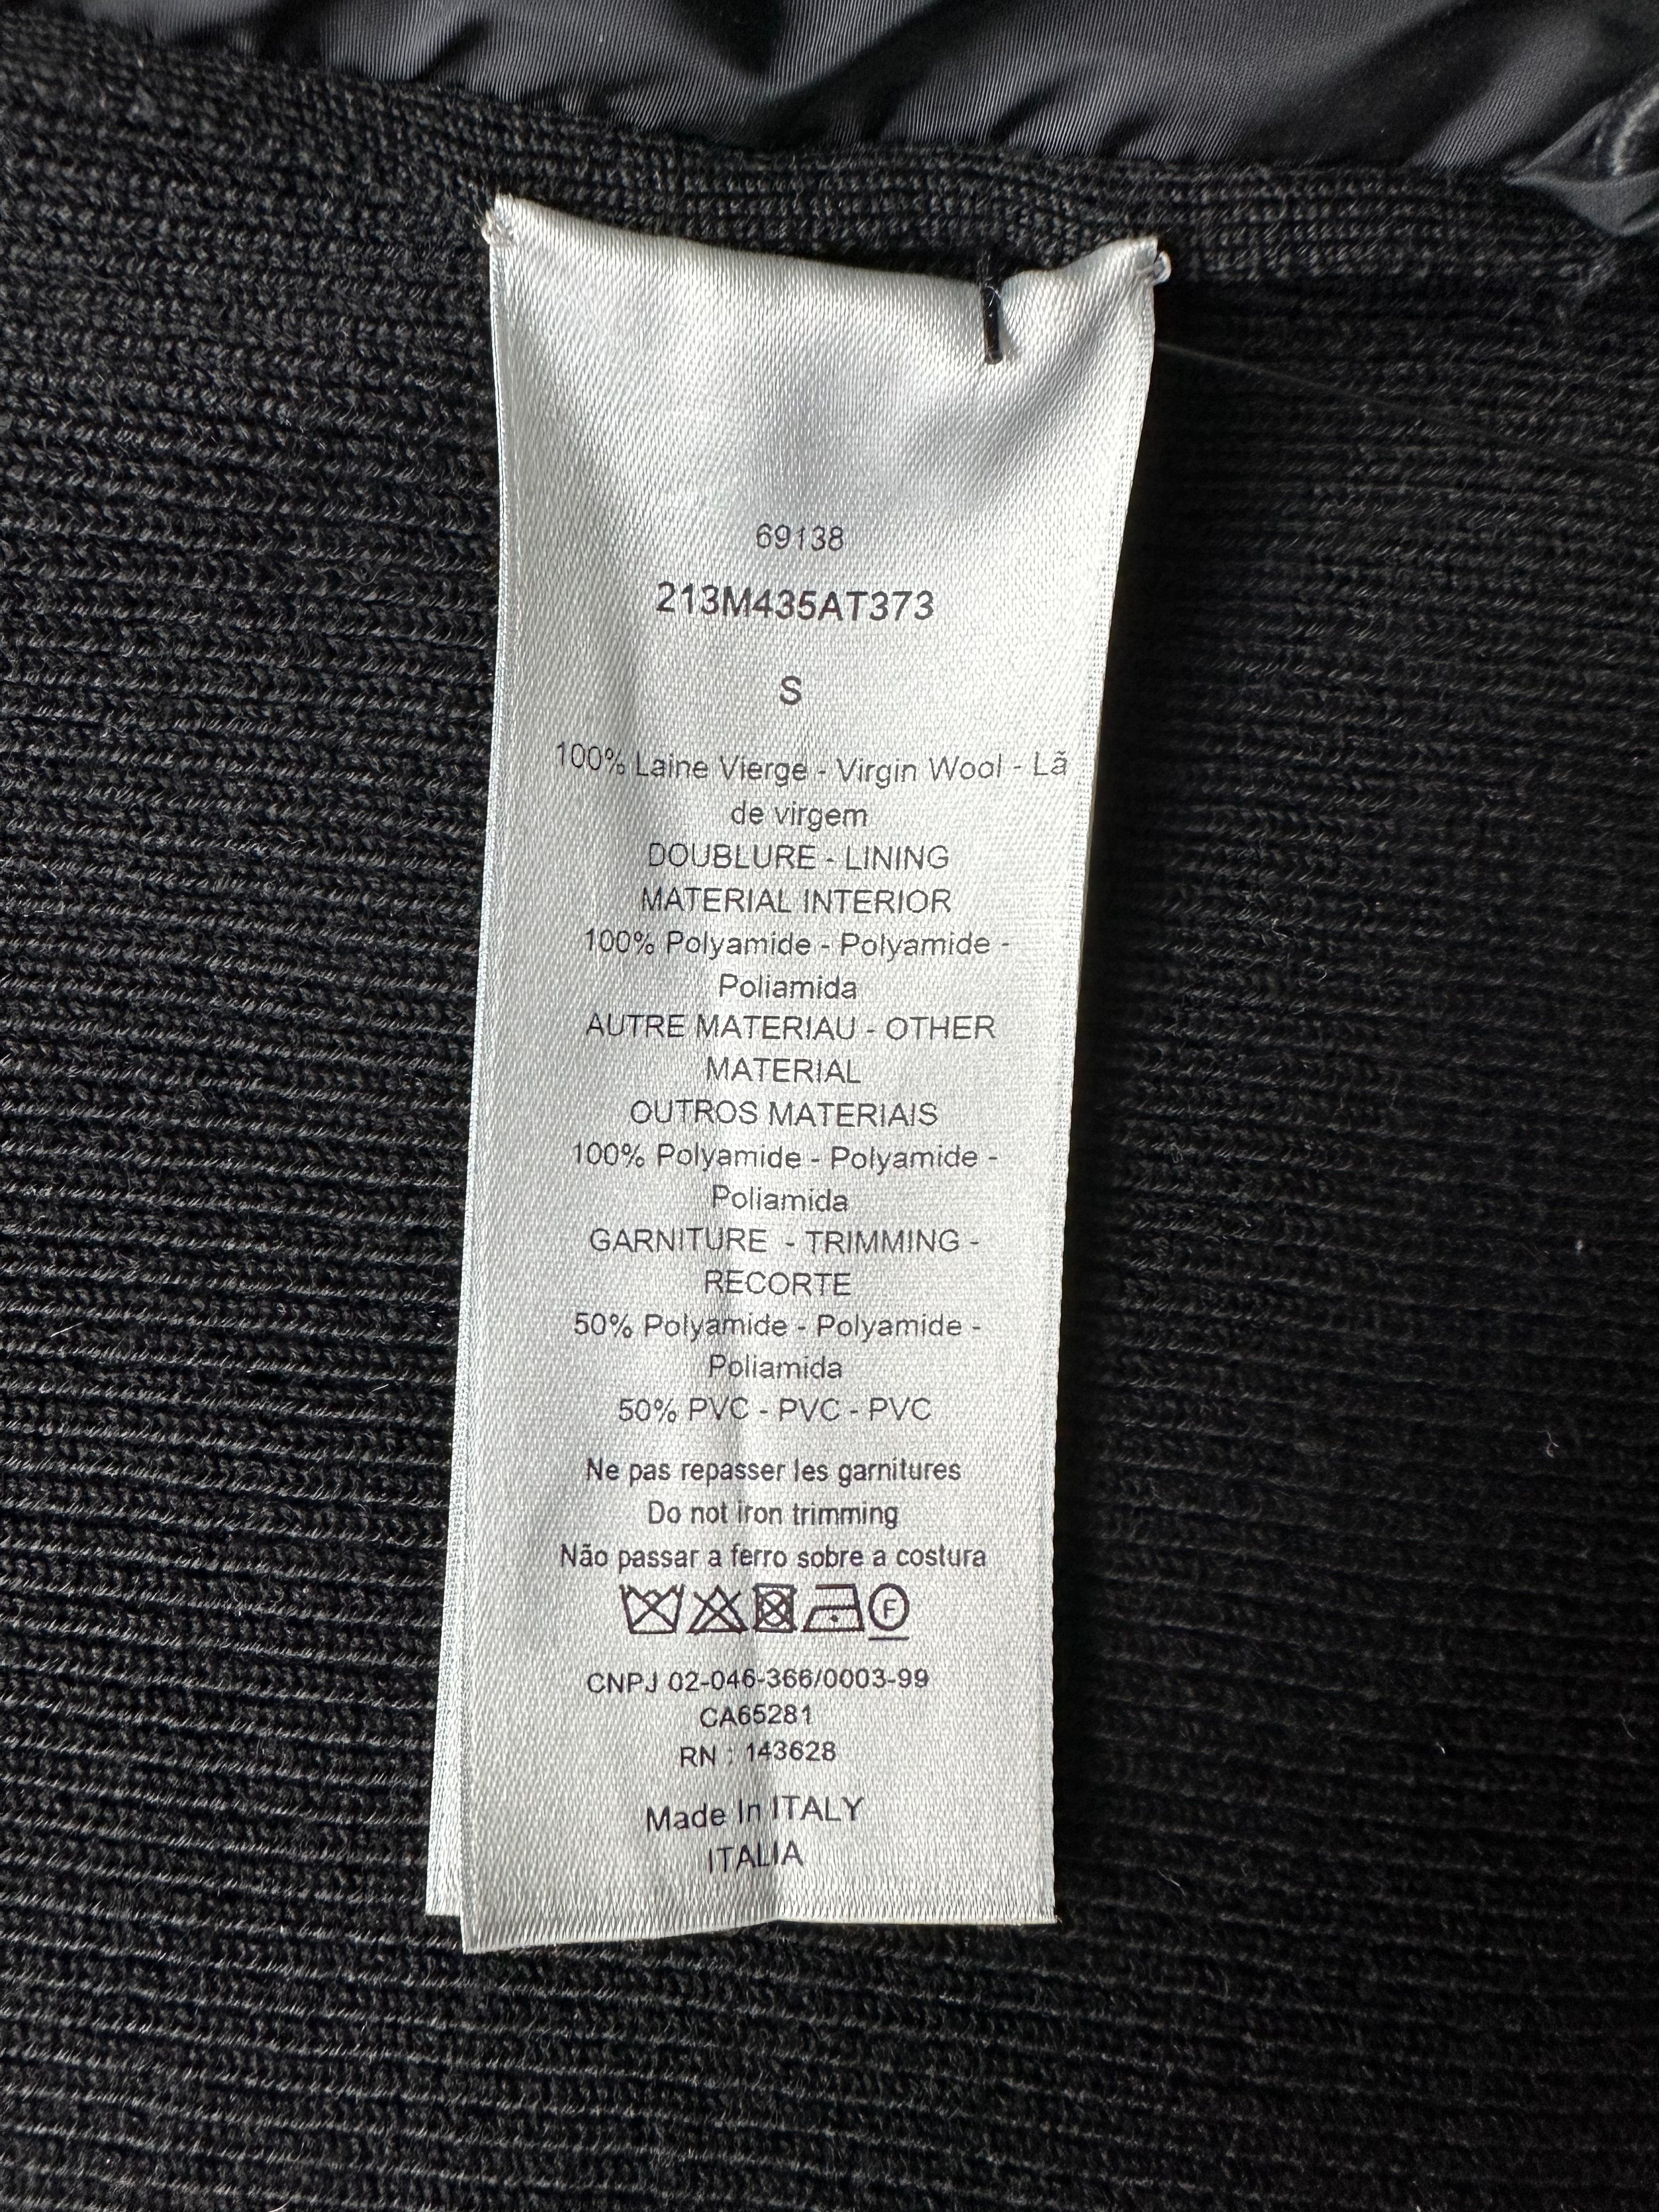 69138
213M435AT373
S
100% Laine Vierge - Virgin Wool - Lã
de virgem
DOUBLURE - LINING
MATERIAL INTERIOR
100% Polyamide - Polyamide -
Poliamida
AUTRE MATERIAU - OTHER
MATERIAL
OUTROS MATERIAIS
100% Polyamide - Polyamide -
Poliamida
GARNITURE - TRIMMING -
RECORTE
50% Polyamide - Polyamide -
Poliamida
50% PVC - PVC - PVC
Ne pas repasser les garnitures
Do not iron trimming
Não passar a ferro sobre a costura
F
CNPJ 02-046-366/0003-99
CA65281
RN : 143628
Made In ITALY
ITALIA